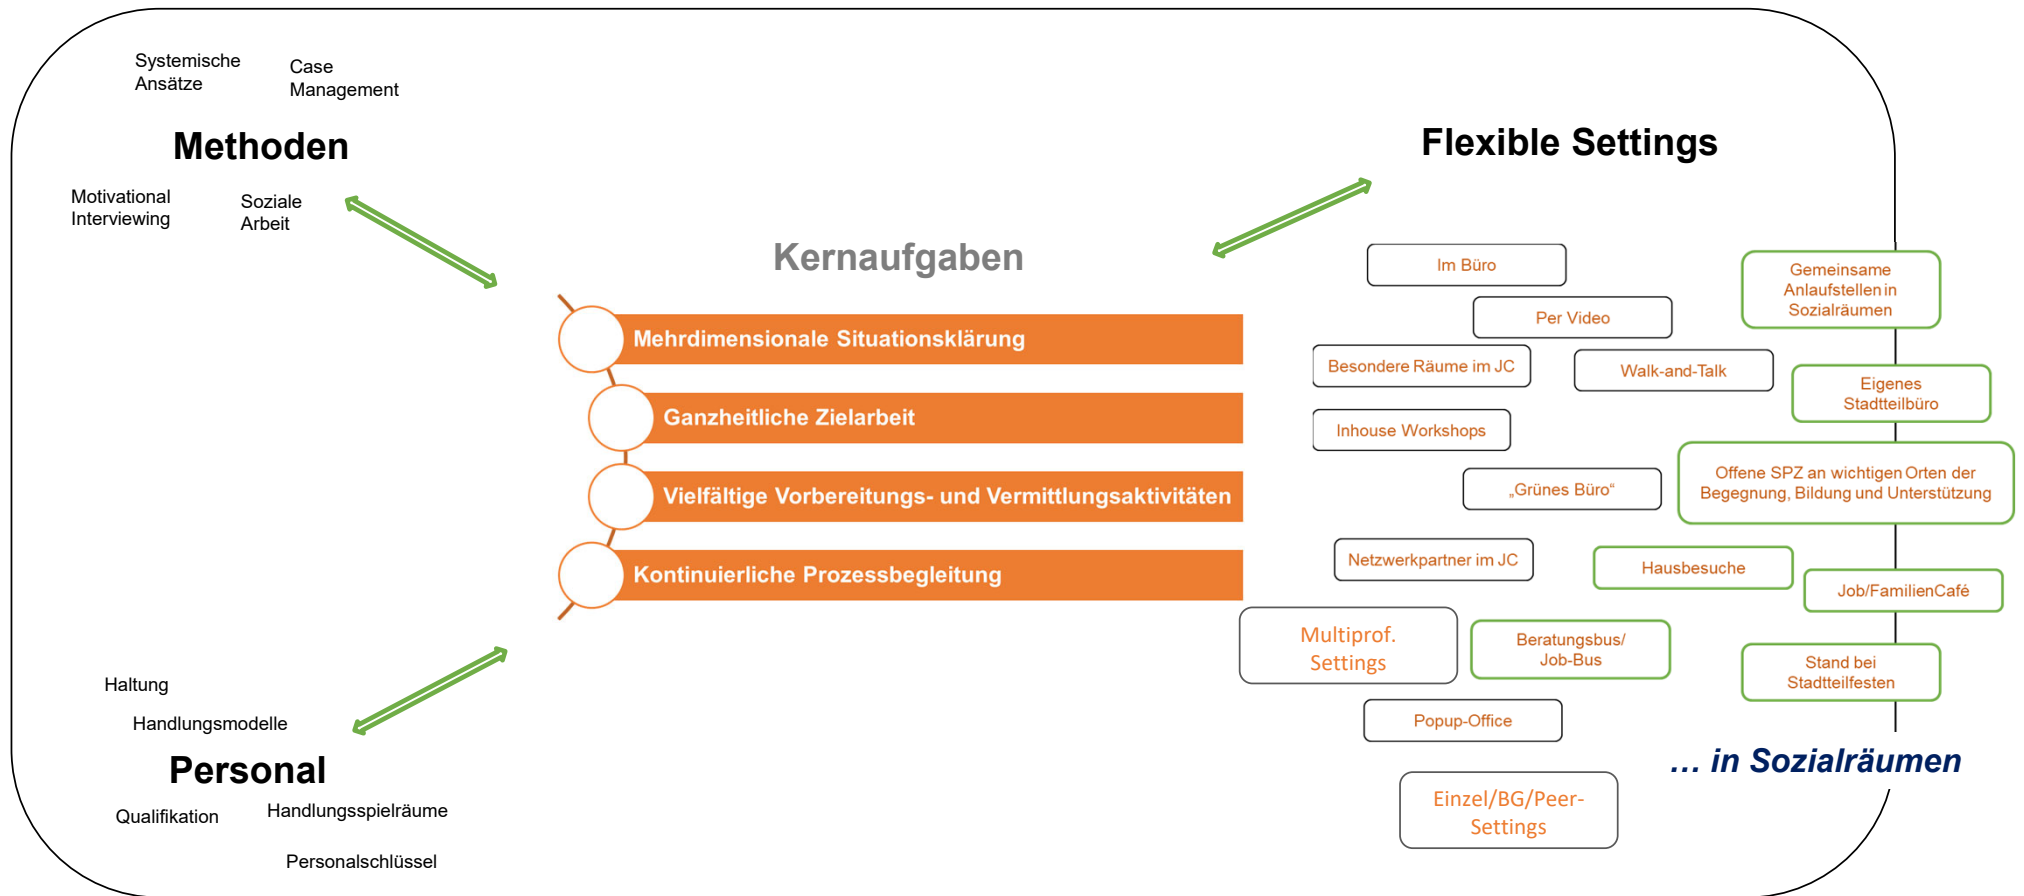 Systemische
Ansätze
Case
Management
Methoden
Motivational
Interviewing
Soziale
Arbeit
Kernaufgaben
Mehrdimensionale Situationsklärung
Ganzheitliche Zielarbeit
Vielfältige Vorbereitungs- und Vermittlungsaktivitäten
Kontinuierliche Prozessbegleitung
Haltung
Handlungsmodelle
Personal
Qualifikation
Handlungsspielräume
Personalschlüssel
Flexible Settings
Im Büro
Gemeinsame
Anlaufstellen in
Sozialräumen
Per Video
Besondere Räume im JC
Walk-and-Talk
Eigenes
Stadtteilbüro
Inhouse Workshops
„Grünes Büro“
Offene SPZ an wichtigen Orten der
Begegnung, Bildung und Unterstützung
Netzwerkpartner im JC
Hausbesuche
Job/FamilienCafé
Multiprof.
Settings
Beratungsbus/
Job-Bus
Stand bei
Stadtteilfesten
Popup-Office
... in Sozialräumen
Einzel/BG/Peer-
Settings